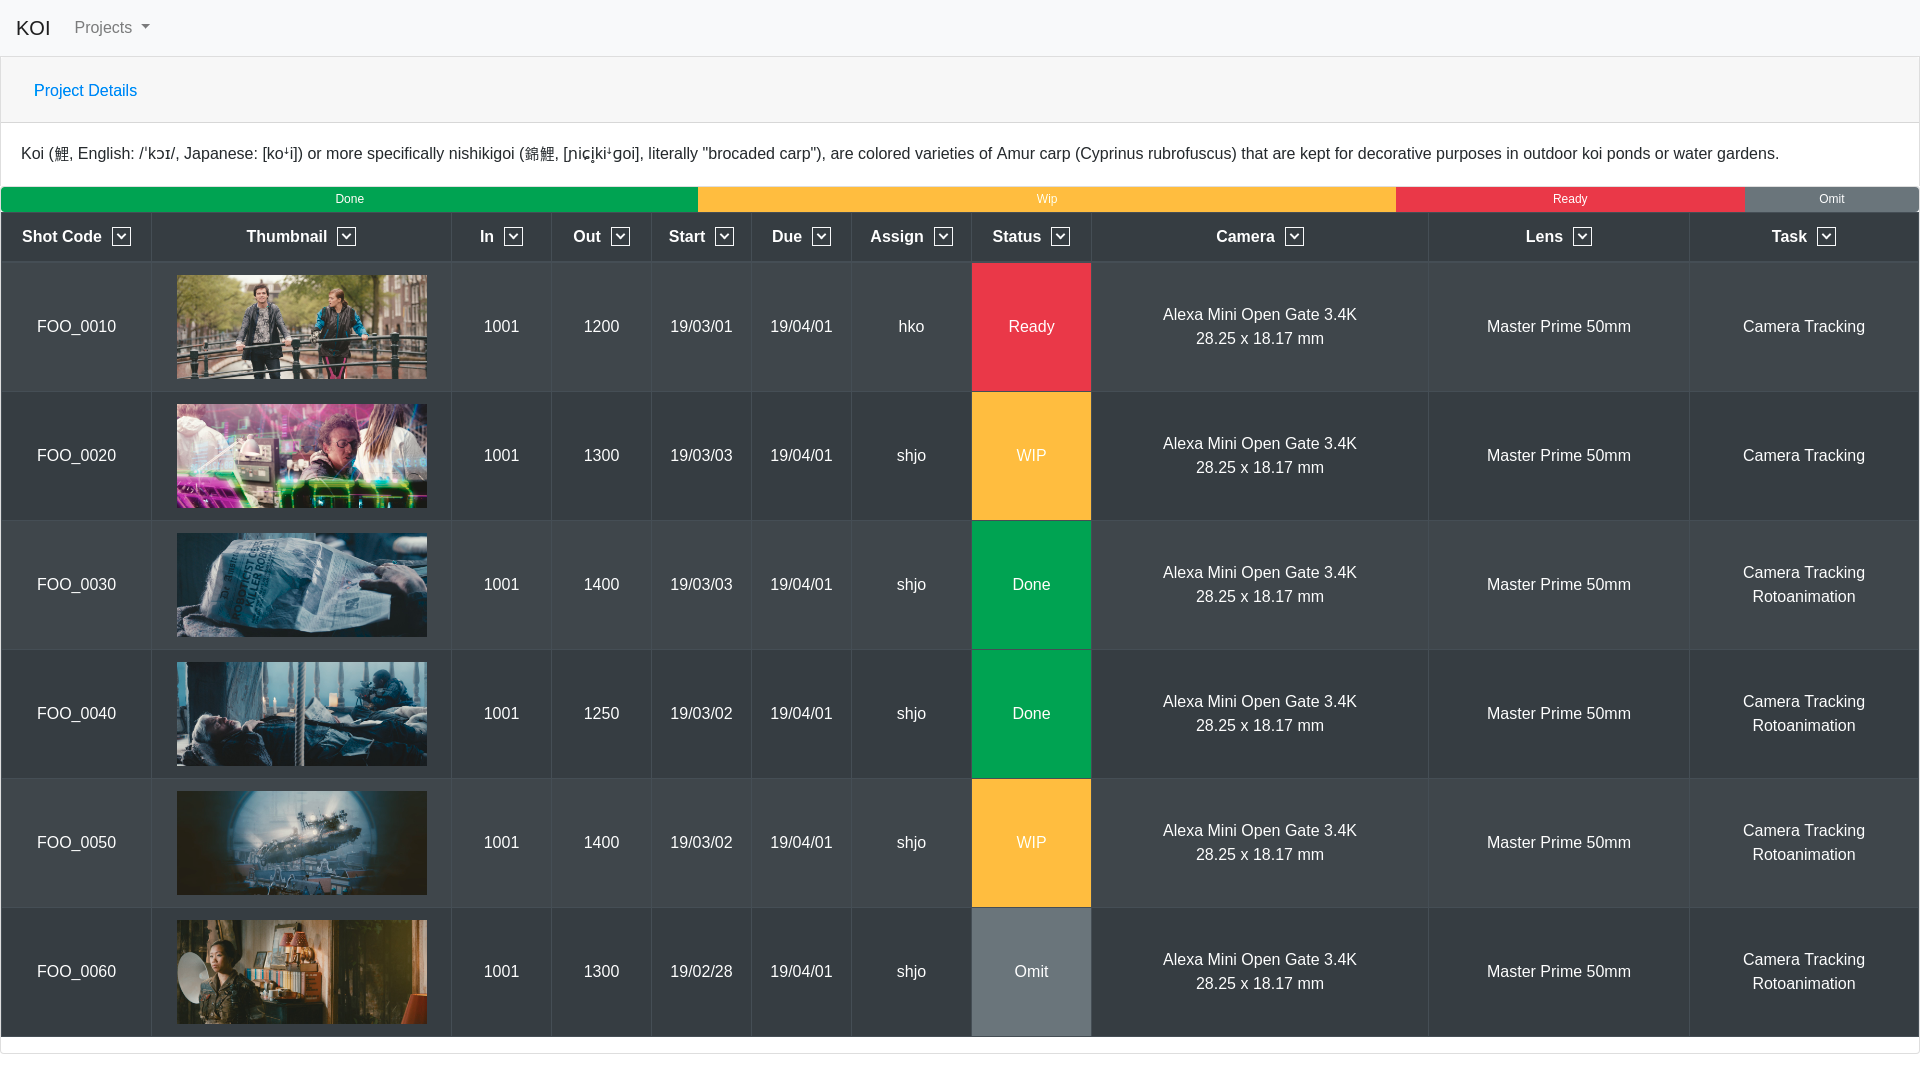 KOI Projects
Project Details
Koi (鯉, English: /ˈkɔɪ/, Japanese: [koꜜi]) or more specifically nishikigoi (錦鯉, [ɲiɕi̥kiꜜɡoi], literally "brocaded carp"), are colored varieties of Amur carp (Cyprinus rubrofuscus) that are kept for decorative purposes in outdoor koi ponds or water gardens.
Done Wip Ready Omit
Shot Code Thumbnail In Out Start Due Assign Status Camera Lens Task
FOO_0010 1001 1200 19/03/01 19/04/01 hko Ready Alexa Mini Open Gate 3.4K Master Prime 50mm Camera Tracking
28.25 x 18.17 mm
FOO_0020 1001 1300 19/03/03 19/04/01 shjo WIP Alexa Mini Open Gate 3.4K Master Prime 50mm Camera Tracking
28.25 x 18.17 mm
FOO_0030 1001 1400 19/03/03 19/04/01 shjo Done Alexa Mini Open Gate 3.4K Master Prime 50mm Camera Tracking
28.25 x 18.17 mm Rotoanimation
FOO_0040 1001 1250 19/03/02 19/04/01 shjo Done Alexa Mini Open Gate 3.4K Master Prime 50mm Camera Tracking
28.25 x 18.17 mm Rotoanimation
FOO_0050 1001 1400 19/03/02 19/04/01 shjo WIP Alexa Mini Open Gate 3.4K Master Prime 50mm Camera Tracking
28.25 x 18.17 mm Rotoanimation
FOO_0060 1001 1300 19/02/28 19/04/01 shjo Omit Alexa Mini Open Gate 3.4K Master Prime 50mm Camera Tracking
28.25 x 18.17 mm Rotoanimation